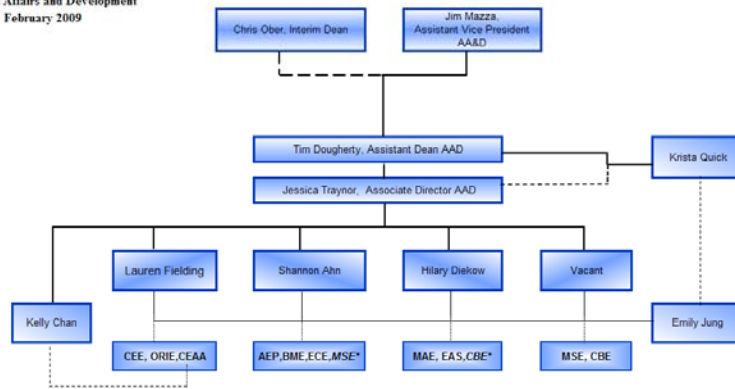 Affairs and Development
February 2009
Chris Ober, Interim Dean
Jim Mazza,
Assistant Vice President
AA&D
Tim Dougherty, Assistant Dean AAD
Krista Quick
Jessica Traynor, Associate Director AAD
Lauren Fielding
Shannon Ahn
Hilary Diekow
Vacant
Kelly Chan
Emily Jung
CEE, ORIE,CEAA
AEP,BME,ECE,MSE*
MAE, EAS,CBE*
MSE, CBE